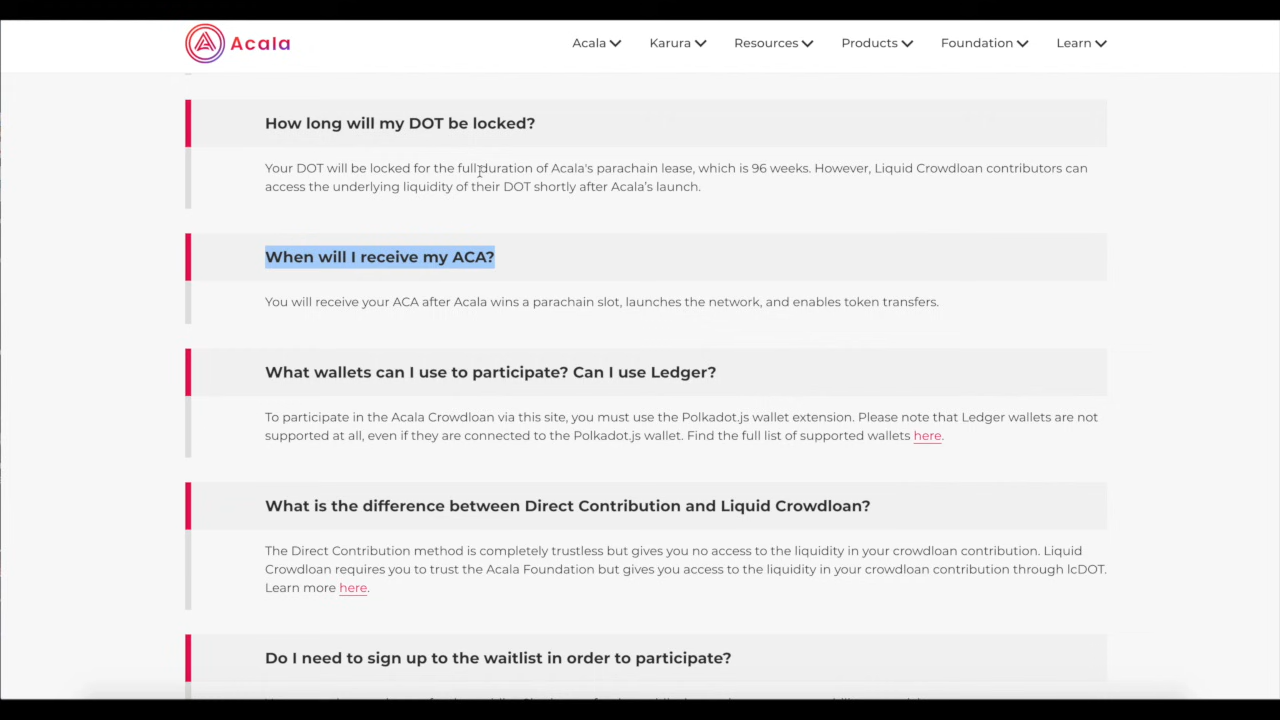 Acala
Acala
Karura
Resources
Products
Foundation
Learn
How long will my DOT be locked?
Your DOT will be locked for the full duration of Acala's parachain lease, which is 96 weeks. However, Liquid Crowdloan contributors can
access the underlying liquidity of their DOT shortly after Acala's launch.
When will I receive my ACA?
You will receive your ACA after Acala wins a parachain slot, launches the network, and enables token transfers.
What wallets can I use to participate? Can I use Ledger?
To participate in the Acala Crowdloan via this site, you must use the Polkadot.js wallet extension. Please note that Ledger wallets are not
supported at all, even if they are connected to the Polkadot.js wallet. Find the full list of supported wallets here.
What is the difference between Direct Contribution and Liquid Crowdloan?
The Direct Contribution method is completely trustless but gives you no access to the liquidity in your crowdloan contribution. Liquid
Crowdloan requires you to trust the Acala Foundation but gives you access to the liquidity in your crowdloan contribution through lcDOT.
Learn more here.
Do I need to sign up to the waitlist in order to participate?